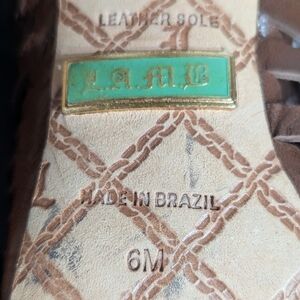 LEATHER SOLE
L.A.M.B
MADE IN BRAZIL
6M